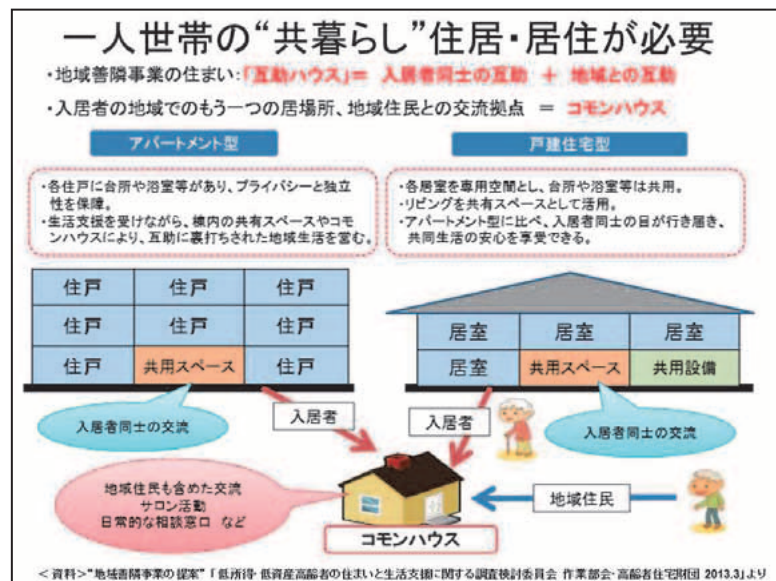 一人世帯の“共暮らし”住居・居住が必要
・地域善隣事業の住まい:「互助ハウス」= 入居者同士の互助 + 地域との互助
・入居者の地域でのもう一つの居場所、地域住民との交流拠点 = コモンハウス
アパートメント型
・各住戸に台所や浴室等があり、プライバシーと独立
性を保障。
・生活支援を受けながら、棟内の共有スペースやコモ
ンハウスにより、互助に裏打ちされた地域生活を営む。
戸建住宅型
・各居室を専用空間とし、台所や浴室等は共用。
・リビングを共有スペースとして活用。
・アパートメント型に比べ、入居者同士の目が行き届き、
共同生活の安心を享受できる。
住戸 住戸 住戸
住戸 住戸 住戸
住戸 共用スペース 住戸
居室 居室 居室
居室 共用スペース 共用設備
入居者同士の交流
入居者
入居者
入居者同士の交流
地域住民も含めた交流
サロン活動
日常的な相談窓口 など
地域住民
コモンハウス
<資料>“地域善隣事業の提案”「低所得・低資産高齢者の住まいと生活支援に関する調査検討委員会 作業部会・高齢者住宅財団 2013.3」より